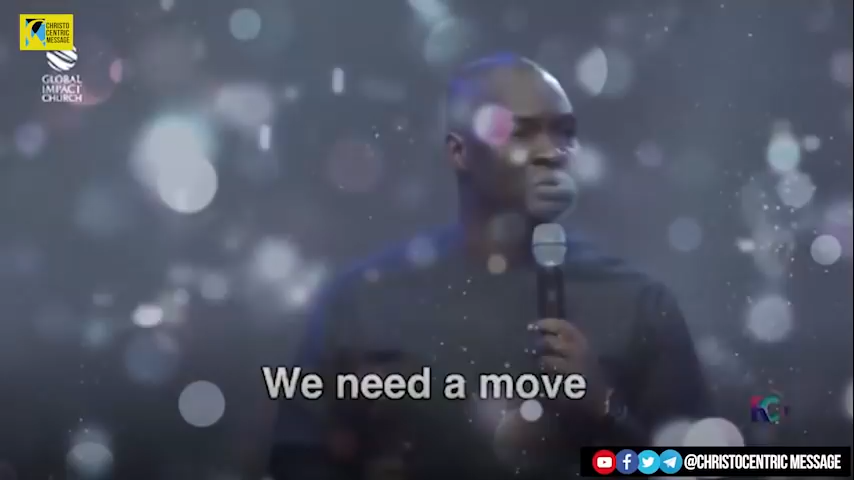 CHRISTO
CENTRIC
MESSAGE
GLOBAL
IMPACT
CHURCH
We need a move
@CHRISTOCENTRIC MESSAGE